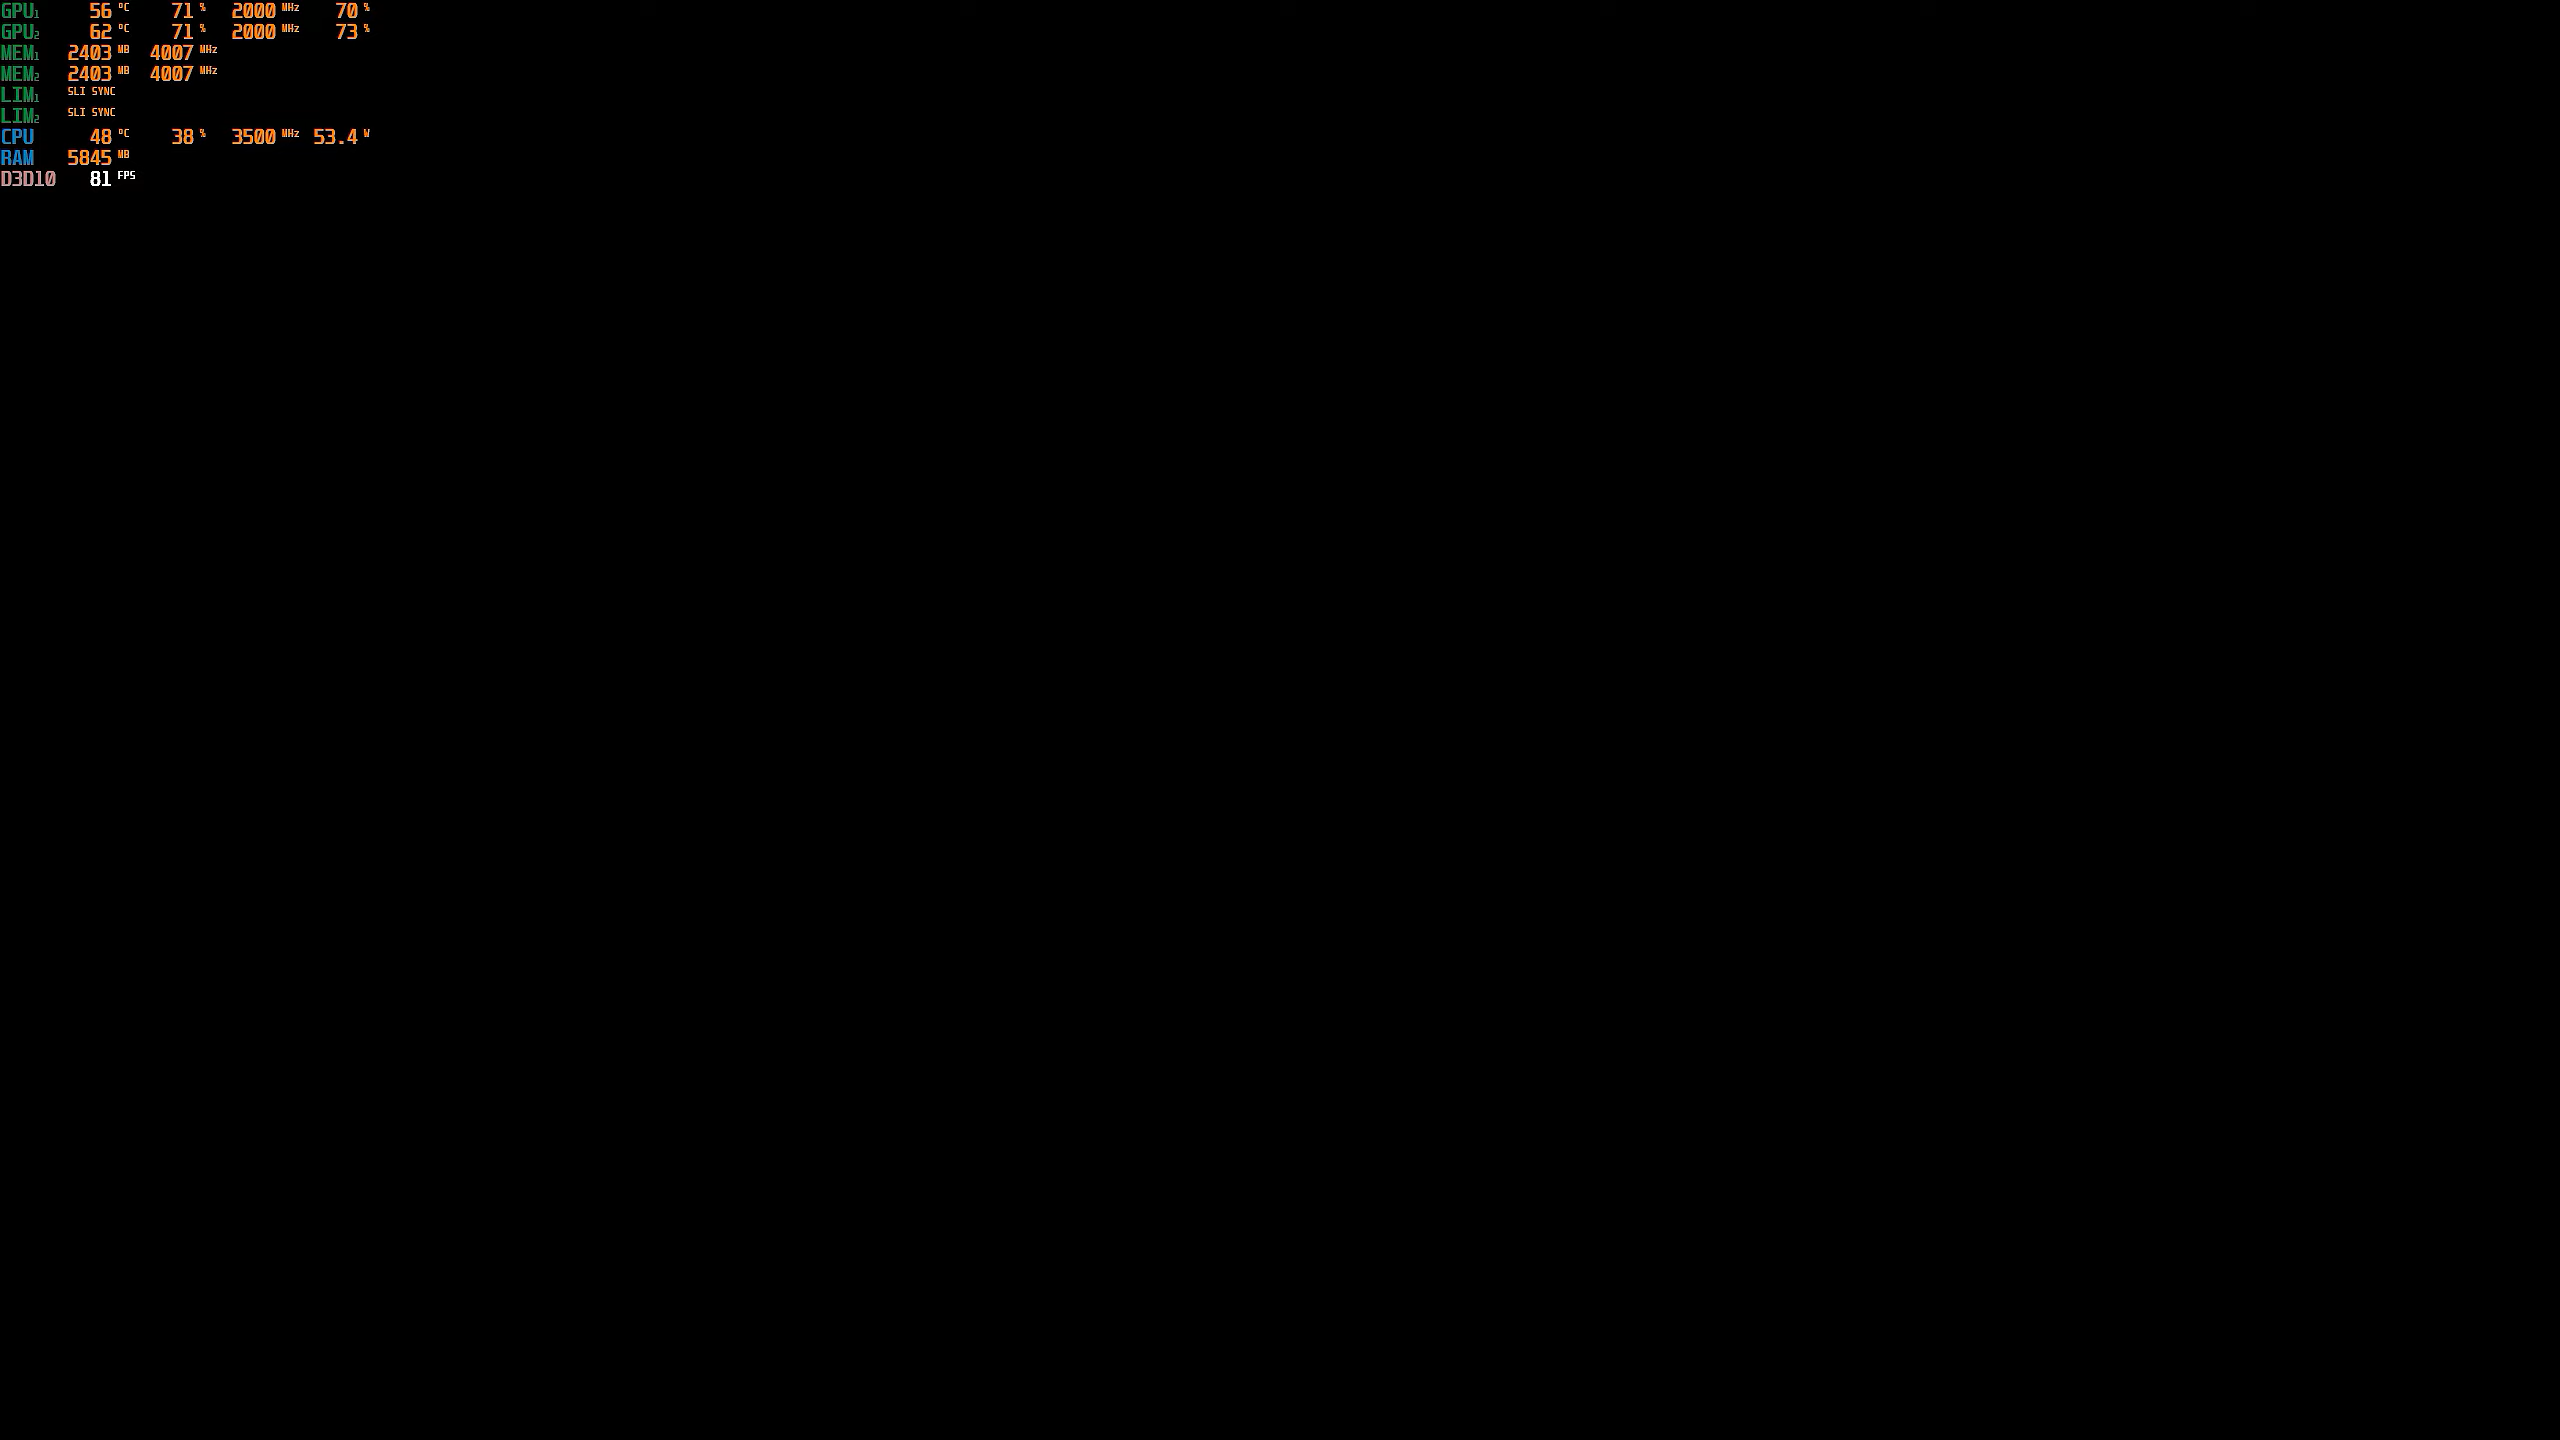 GPU1 56 °C 71 % 2000 MHz 70 %
GPU2 62 °C 71 % 2000 MHz 73 %
MEM1 2403 MB 4007 MHz
MEM2 2403 MB 4007 MHz
LIM1 SLI SYNC
LIM2 SLI SYNC
CPU 48 °C 38 % 3500 MHz 53.4 W
RAM 5845 MB
D3D10 81 FPS